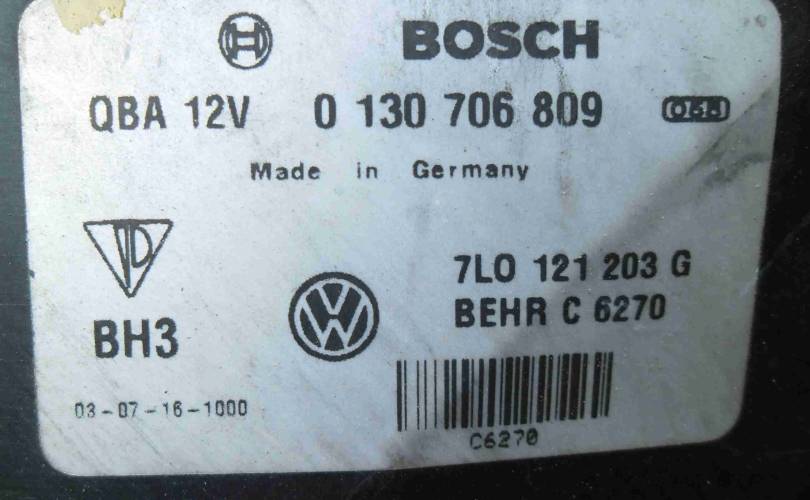 BOSCH
QBA 12V 0 130 706 809
Made in Germany
7L0 121 203 G
BEHR C 6270
BH3
03-07-16-1000
C6270